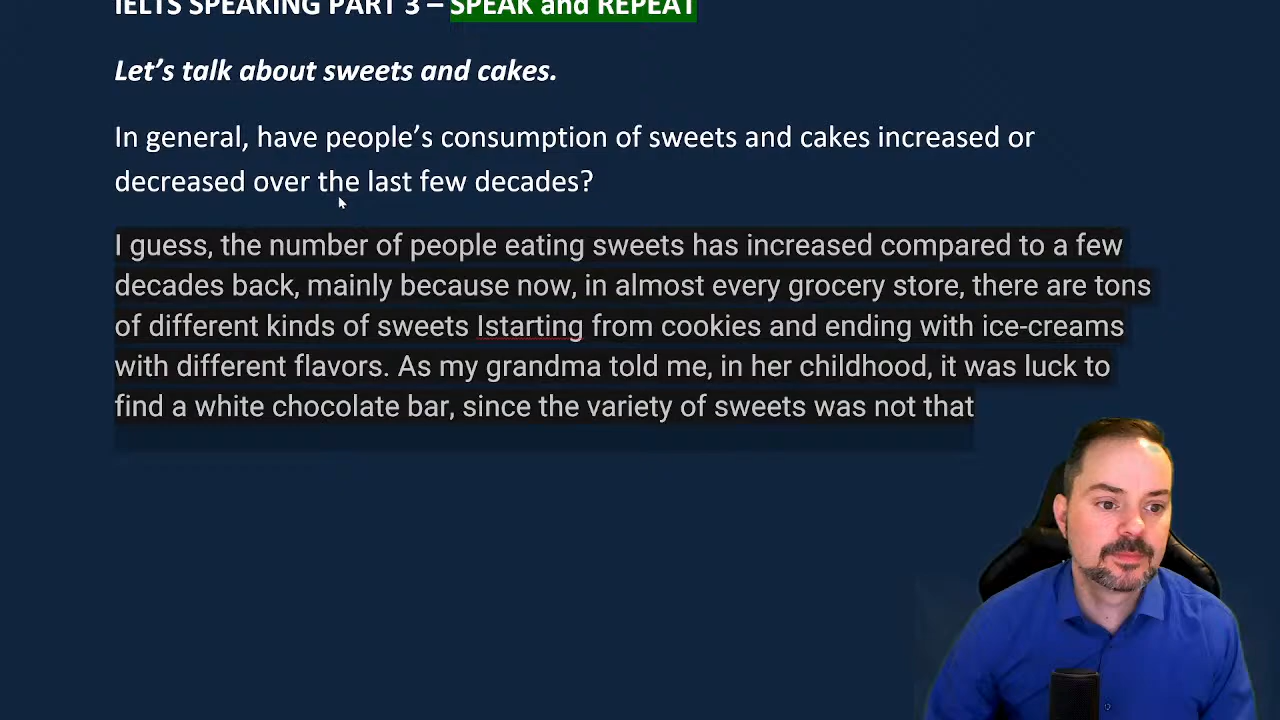 IELTS SPEAKING PART 3 – SPEAK and REPEAT
Let’s talk about sweets and cakes.
In general, have people’s consumption of sweets and cakes increased or
decreased over the last few decades?
I guess, the number of people eating sweets has increased compared to a few
decades back, mainly because now, in almost every grocery store, there are tons
of different kinds of sweets Istarting from cookies and ending with ice-creams
with different flavors. As my grandma told me, in her childhood, it was luck to
find a white chocolate bar, since the variety of sweets was not that